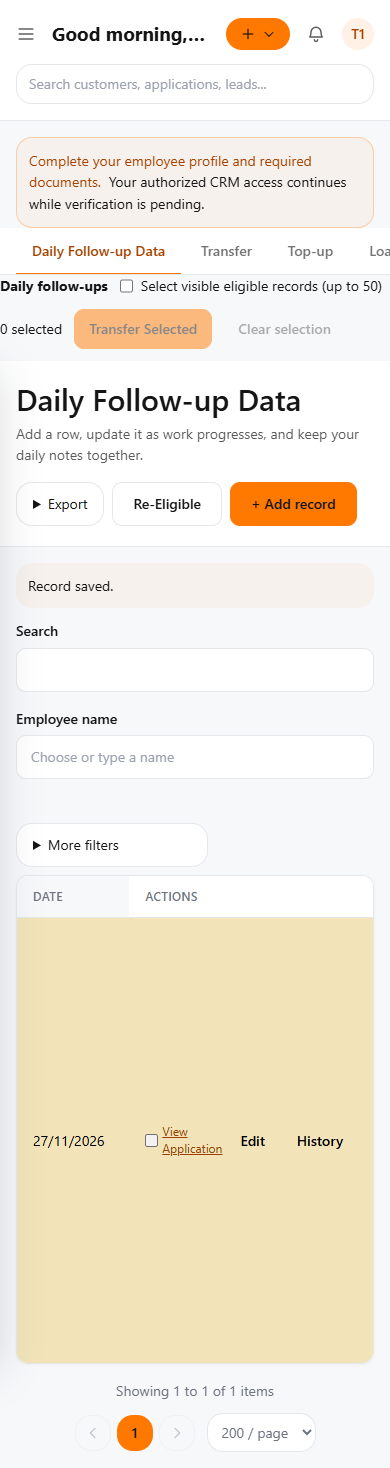 Good morning,...
T1
Search customers, applications, leads...
Complete your employee profile and required
documents. Your authorized CRM access continues
while verification is pending.
Daily Follow-up Data Transfer Top-up Loa
Daily follow-ups Select visible eligible records (up to 50)
0 selected Transfer Selected Clear selection
Daily Follow-up Data
Add a row, update it as work progresses, and keep your
daily notes together.
Export Re-Eligible + Add record
Record saved.
Search
Employee name
Choose or type a name
More filters
DATE ACTIONS
27/11/2026 View Application Edit History
Showing 1 to 1 of 1 items
1 200 / page